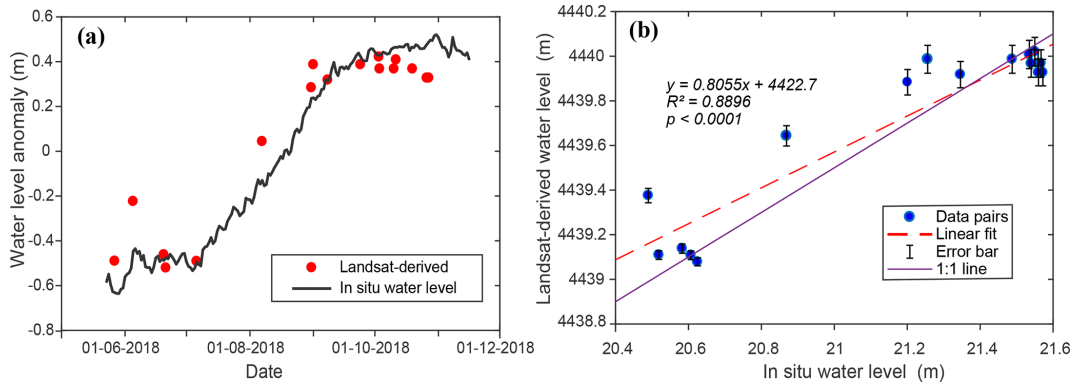 (a)
Water level anomaly (m)
0.6
0.4
0.2
0
-0.2
-0.4
-0.6
-0.8
Landsat-derived
In situ water level
01-06-2018
01-08-2018
01-10-2018
01-12-2018
Date
(b)
Landsat-derived water level (m)
4440.2
4440
4439.8
4439.6
4439.4
4439.2
4439
4438.8
y = 0.8055x + 4422.7
R² = 0.8896
p < 0.0001
Data pairs
Linear fit
Error bar
1:1 line
20.4
20.6
20.8
21
21.2
21.4
21.6
In situ water level (m)